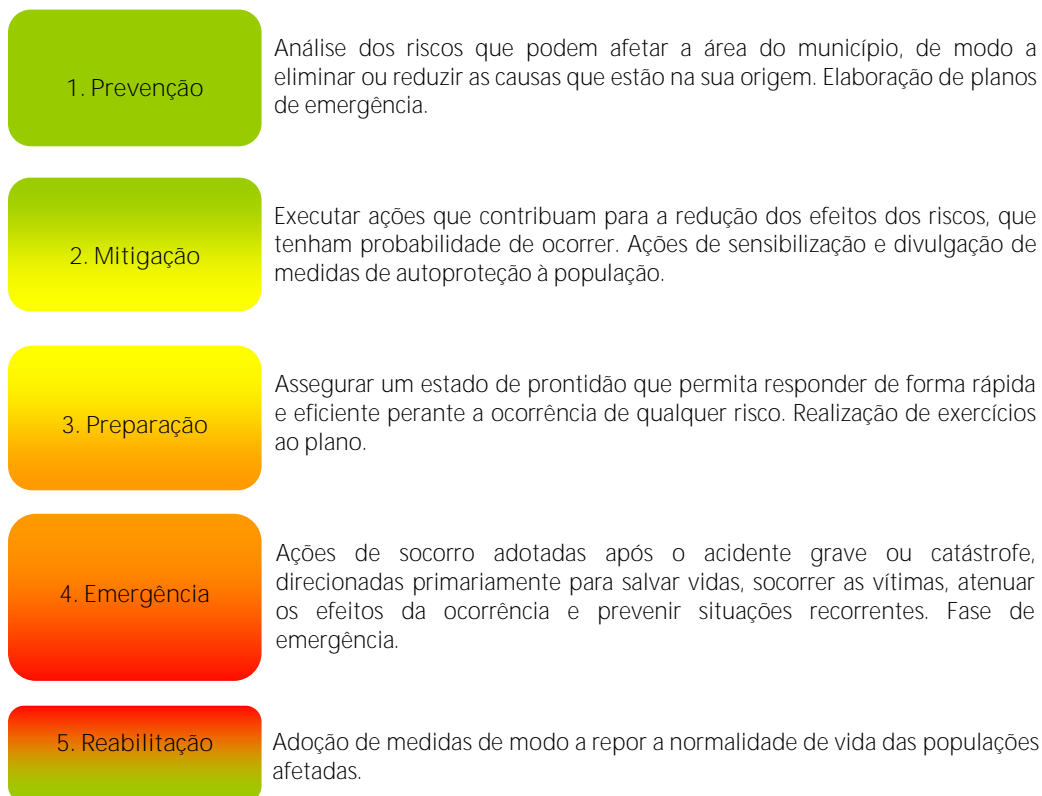 1. Prevenção
Análise dos riscos que podem afetar a área do município, de modo a
eliminar ou reduzir as causas que estão na sua origem. Elaboração de planos
de emergência.
2. Mitigação
Executar ações que contribuam para a redução dos efeitos dos riscos, que
tenham probabilidade de ocorrer. Ações de sensibilização e divulgação de
medidas de autoproteção à população.
3. Preparação
Assegurar um estado de prontidão que permita responder de forma rápida
e eficiente perante a ocorrência de qualquer risco. Realização de exercícios
ao plano.
4. Emergência
Ações de socorro adotadas após o acidente grave ou catástrofe,
direcionadas primariamente para salvar vidas, socorrer as vítimas, atenuar
os efeitos da ocorrência e prevenir situações recorrentes. Fase de
emergência.
5. Reabilitação
Adoção de medidas de modo a repor a normalidade de vida das populações
afetadas.